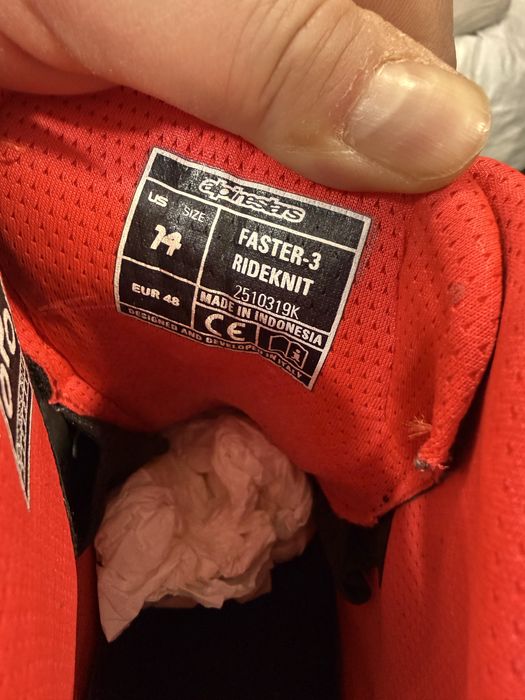 alpinestars
US SIZE
14
EUR 48
FASTER-3
RIDEKNIT
2510319K
MADE IN INDONESIA
CE
DESIGNED AND DEVELOPED IN ITALY